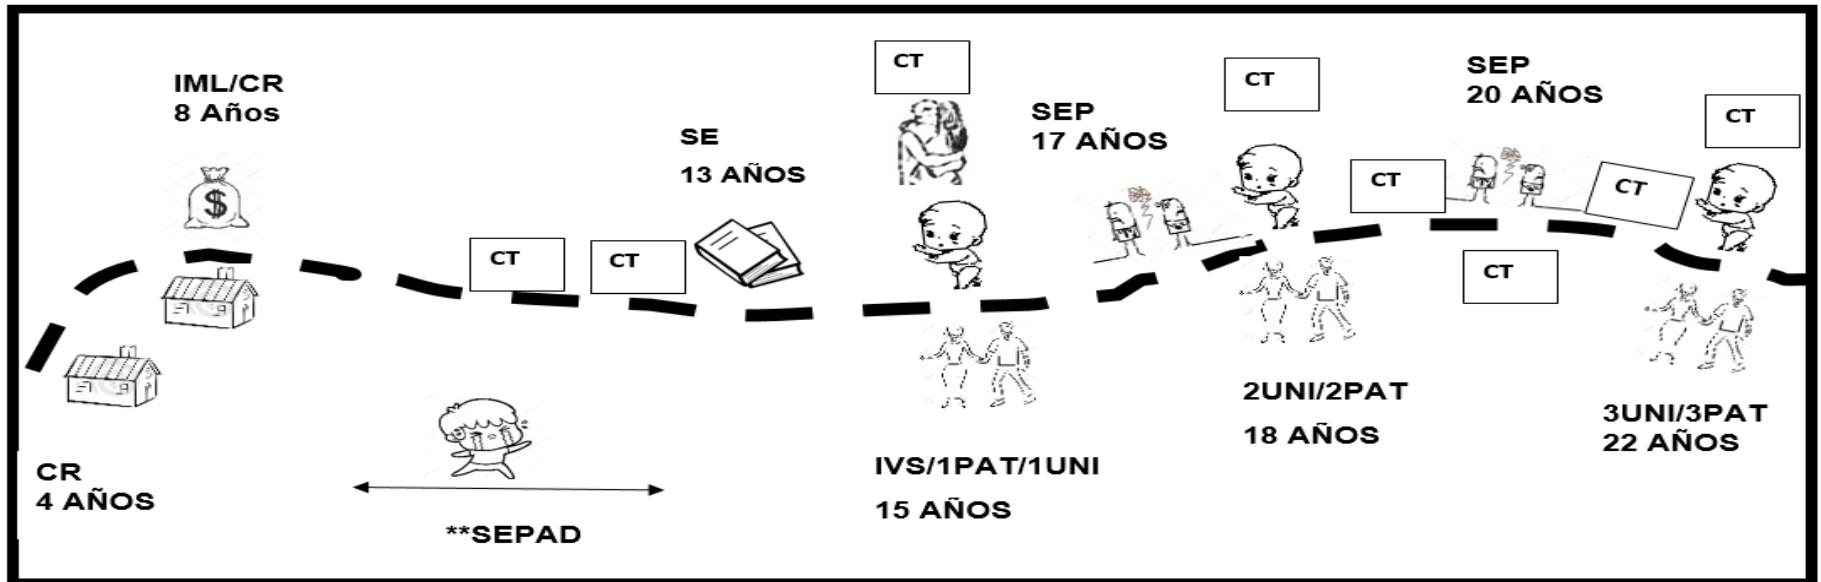 IML/CR
8 Años
CR
4 AÑOS
**SEPAD
CT
CT
SE
13 AÑOS
CT
IVS/1PAT/1UNI
15 AÑOS
SEP
17 AÑOS
CT
2UNI/2PAT
18 AÑOS
CT
SEP
20 AÑOS
CT
CT
CT
3UNI/3PAT
22 AÑOS
$